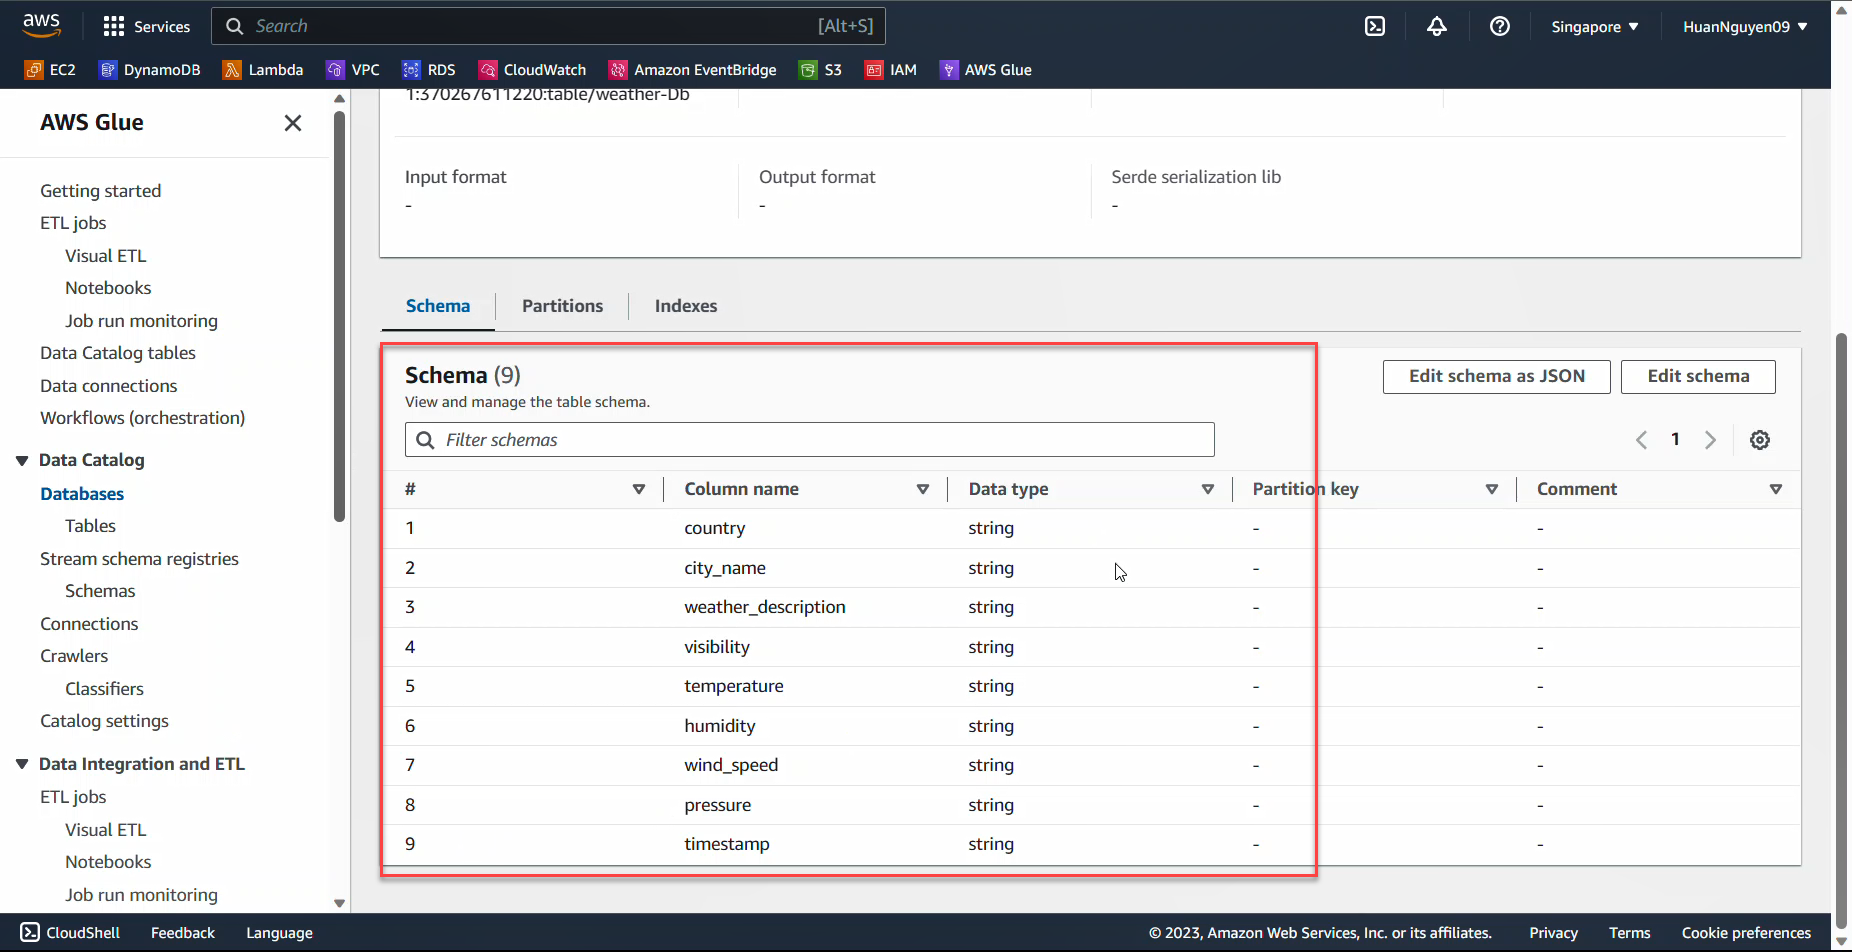 aws
Services
Search [Alt+S]
Singapore
HuanNguyen09
EC2 DynamoDB Lambda VPC RDS CloudWatch Amazon EventBridge S3 IAM AWS Glue
AWS Glue
Getting started
ETL jobs
Visual ETL
Notebooks
Job run monitoring
Data Catalog tables
Data connections
Workflows (orchestration)
Data Catalog
Databases
Tables
Stream schema registries
Schemas
Connections
Crawlers
Classifiers
Catalog settings
Data Integration and ETL
ETL jobs
Visual ETL
Notebooks
Job run monitoring
1:370267611220:table/weather-Db
Input format Output format Serde serialization lib
- - -
Schema Partitions Indexes
Schema (9)
View and manage the table schema.
Edit schema as JSON Edit schema
Filter schemas
1
# Column name Data type Partition key Comment
1 country string - -
2 city_name string - -
3 weather_description string - -
4 visibility string - -
5 temperature string - -
6 humidity string - -
7 wind_speed string - -
8 pressure string - -
9 timestamp string - -
CloudShell Feedback Language © 2023, Amazon Web Services, Inc. or its affiliates. Privacy Terms Cookie preferences